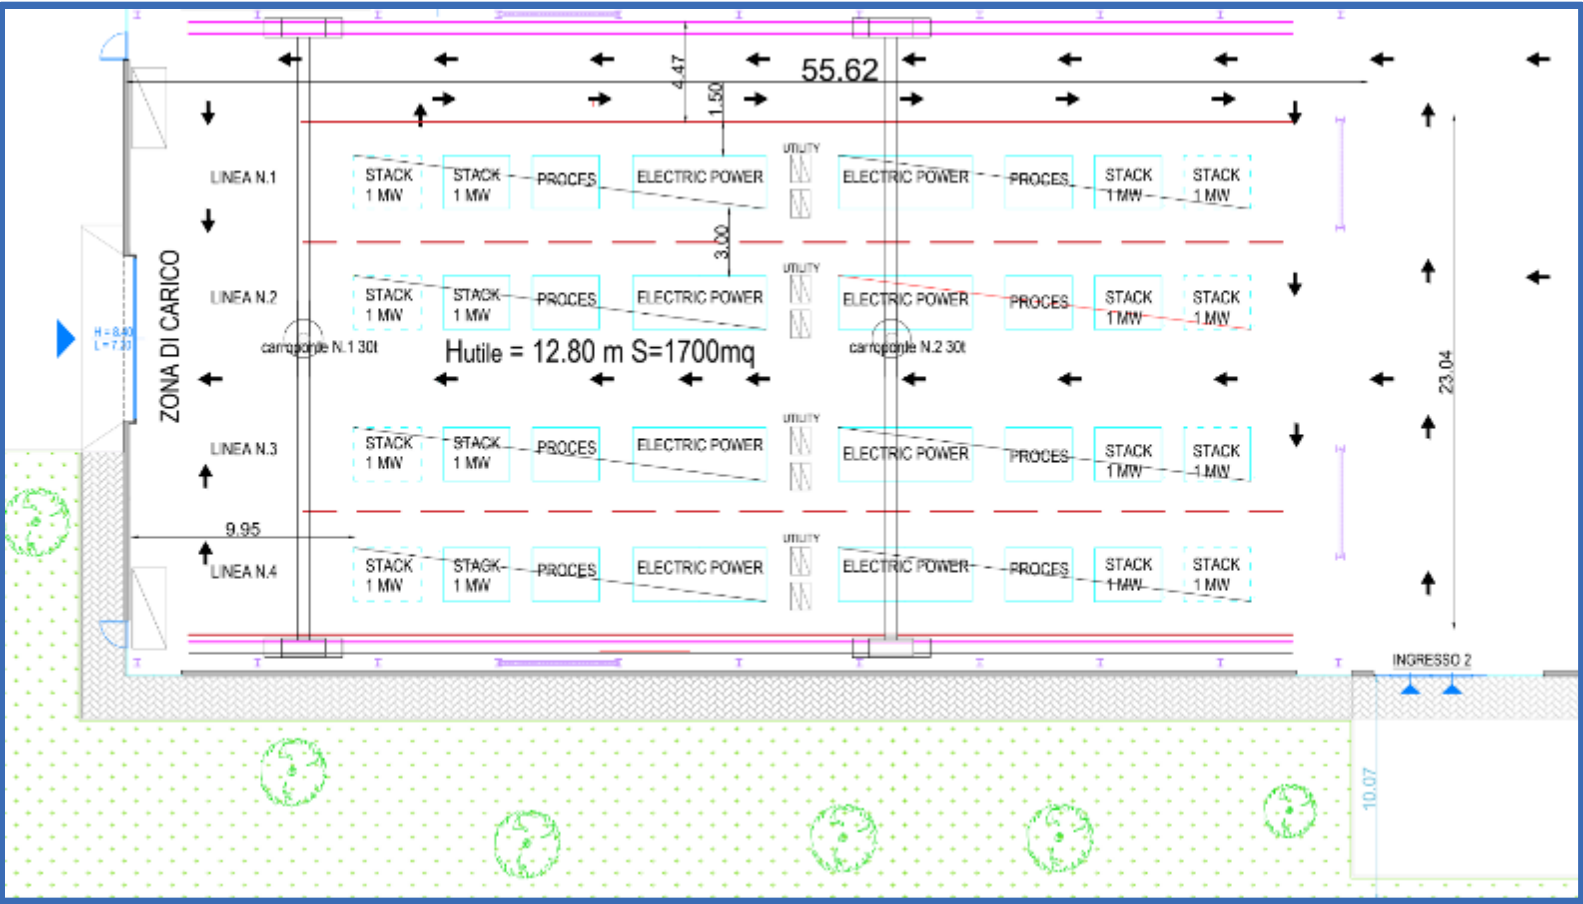 55.62
4.47
1.50
UTILITY
LINEA N.1
STACK
1 MW
STACK
1 MW
PROCES
ELECTRIC POWER
ELECTRIC POWER
PROCES
STACK
1 MW
STACK
1 MW
3.00
UTILITY
LINEA N.2
STACK
1 MW
STACK
1 MW
PROCES
ELECTRIC POWER
ELECTRIC POWER
PROCES
STACK
1 MW
STACK
1 MW
ZONA DI CARICO
H = 8.40
L = 7.20
carroponte N.1 30t
Hutile = 12.80 m S=1700mq
carroponte N.2 30t
23.04
UTILITY
LINEA N.3
STACK
1 MW
STACK
1 MW
PROCES
ELECTRIC POWER
ELECTRIC POWER
PROCES
STACK
1 MW
STACK
1 MW
9.95
UTILITY
LINEA N.4
STACK
1 MW
STACK
1 MW
PROCES
ELECTRIC POWER
ELECTRIC POWER
PROCES
STACK
1 MW
STACK
1 MW
INGRESSO 2
10.07